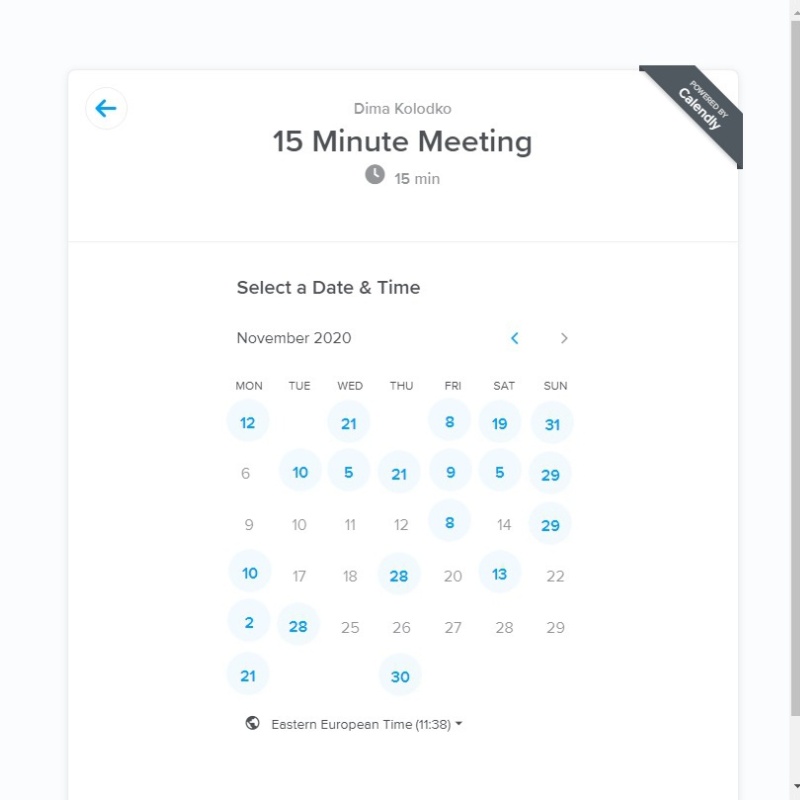 POWERED BY
Calendly
Dima Kolodko
15 Minute Meeting
15 min
Select a Date & Time
November 2020
MON TUE WED THU FRI SAT SUN
12 21 8 19 31
6 10 5 21 9 5 29
9 10 11 12 8 14 29
10 17 18 28 20 13 22
2 28 25 26 27 28 29
21 30
Eastern European Time (11:38)